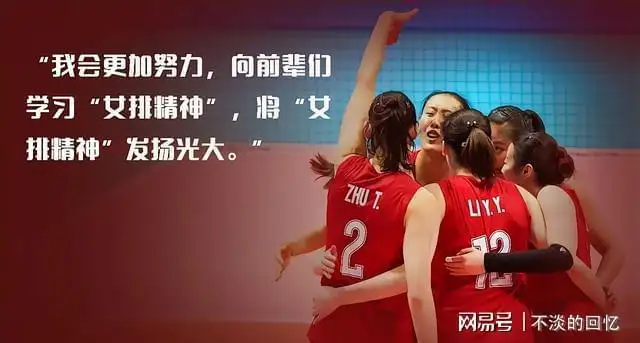 “我会更加努力，向前辈们
学习“女排精神”，将“女
排精神”发扬光大。”
ZHU T.
2
LI Y. Y.
12
网易号 | 不淡的回忆